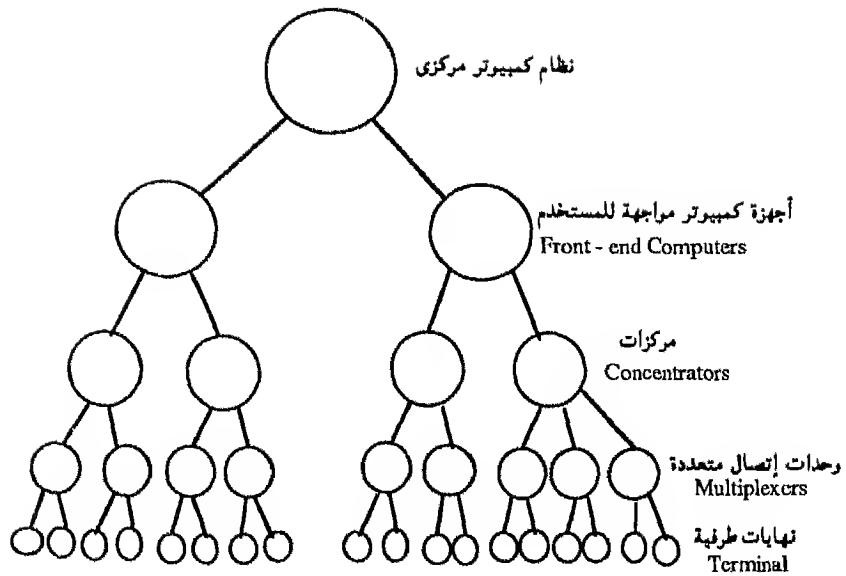 نظام كمبيوتر مركزى
أجهزة كمبيوتر مواجهة للمستخدم
Front - end Computers
مركزات
Concentrators
وحدات إتصال متعددة
Multiplexers
نهايات طرفية
Terminal